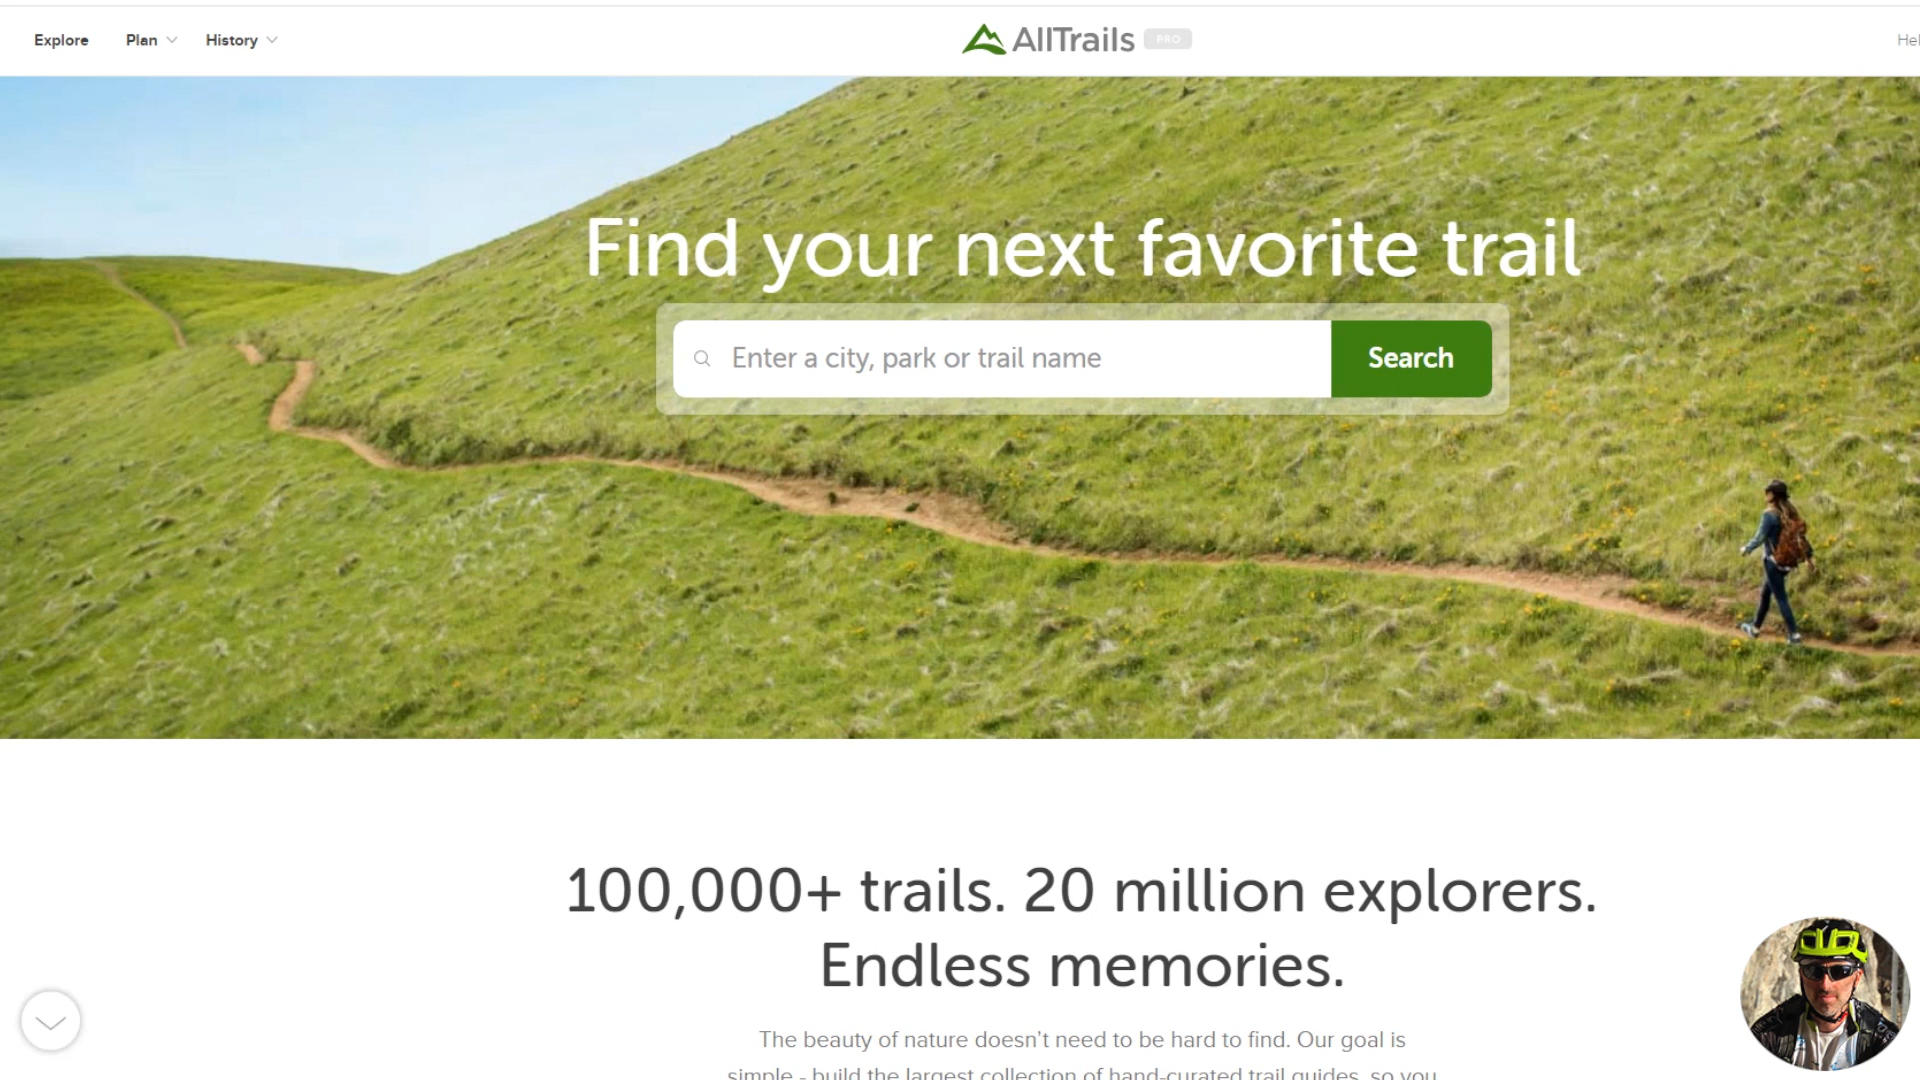 Explore Plan History AllTrails PRO Hel
Find your next favorite trail
Enter a city, park or trail name Search
100,000+ trails. 20 million explorers.
Endless memories.
The beauty of nature doesn’t need to be hard to find. Our goal is
simple - build the largest collection of hand-curated trail guides, so you